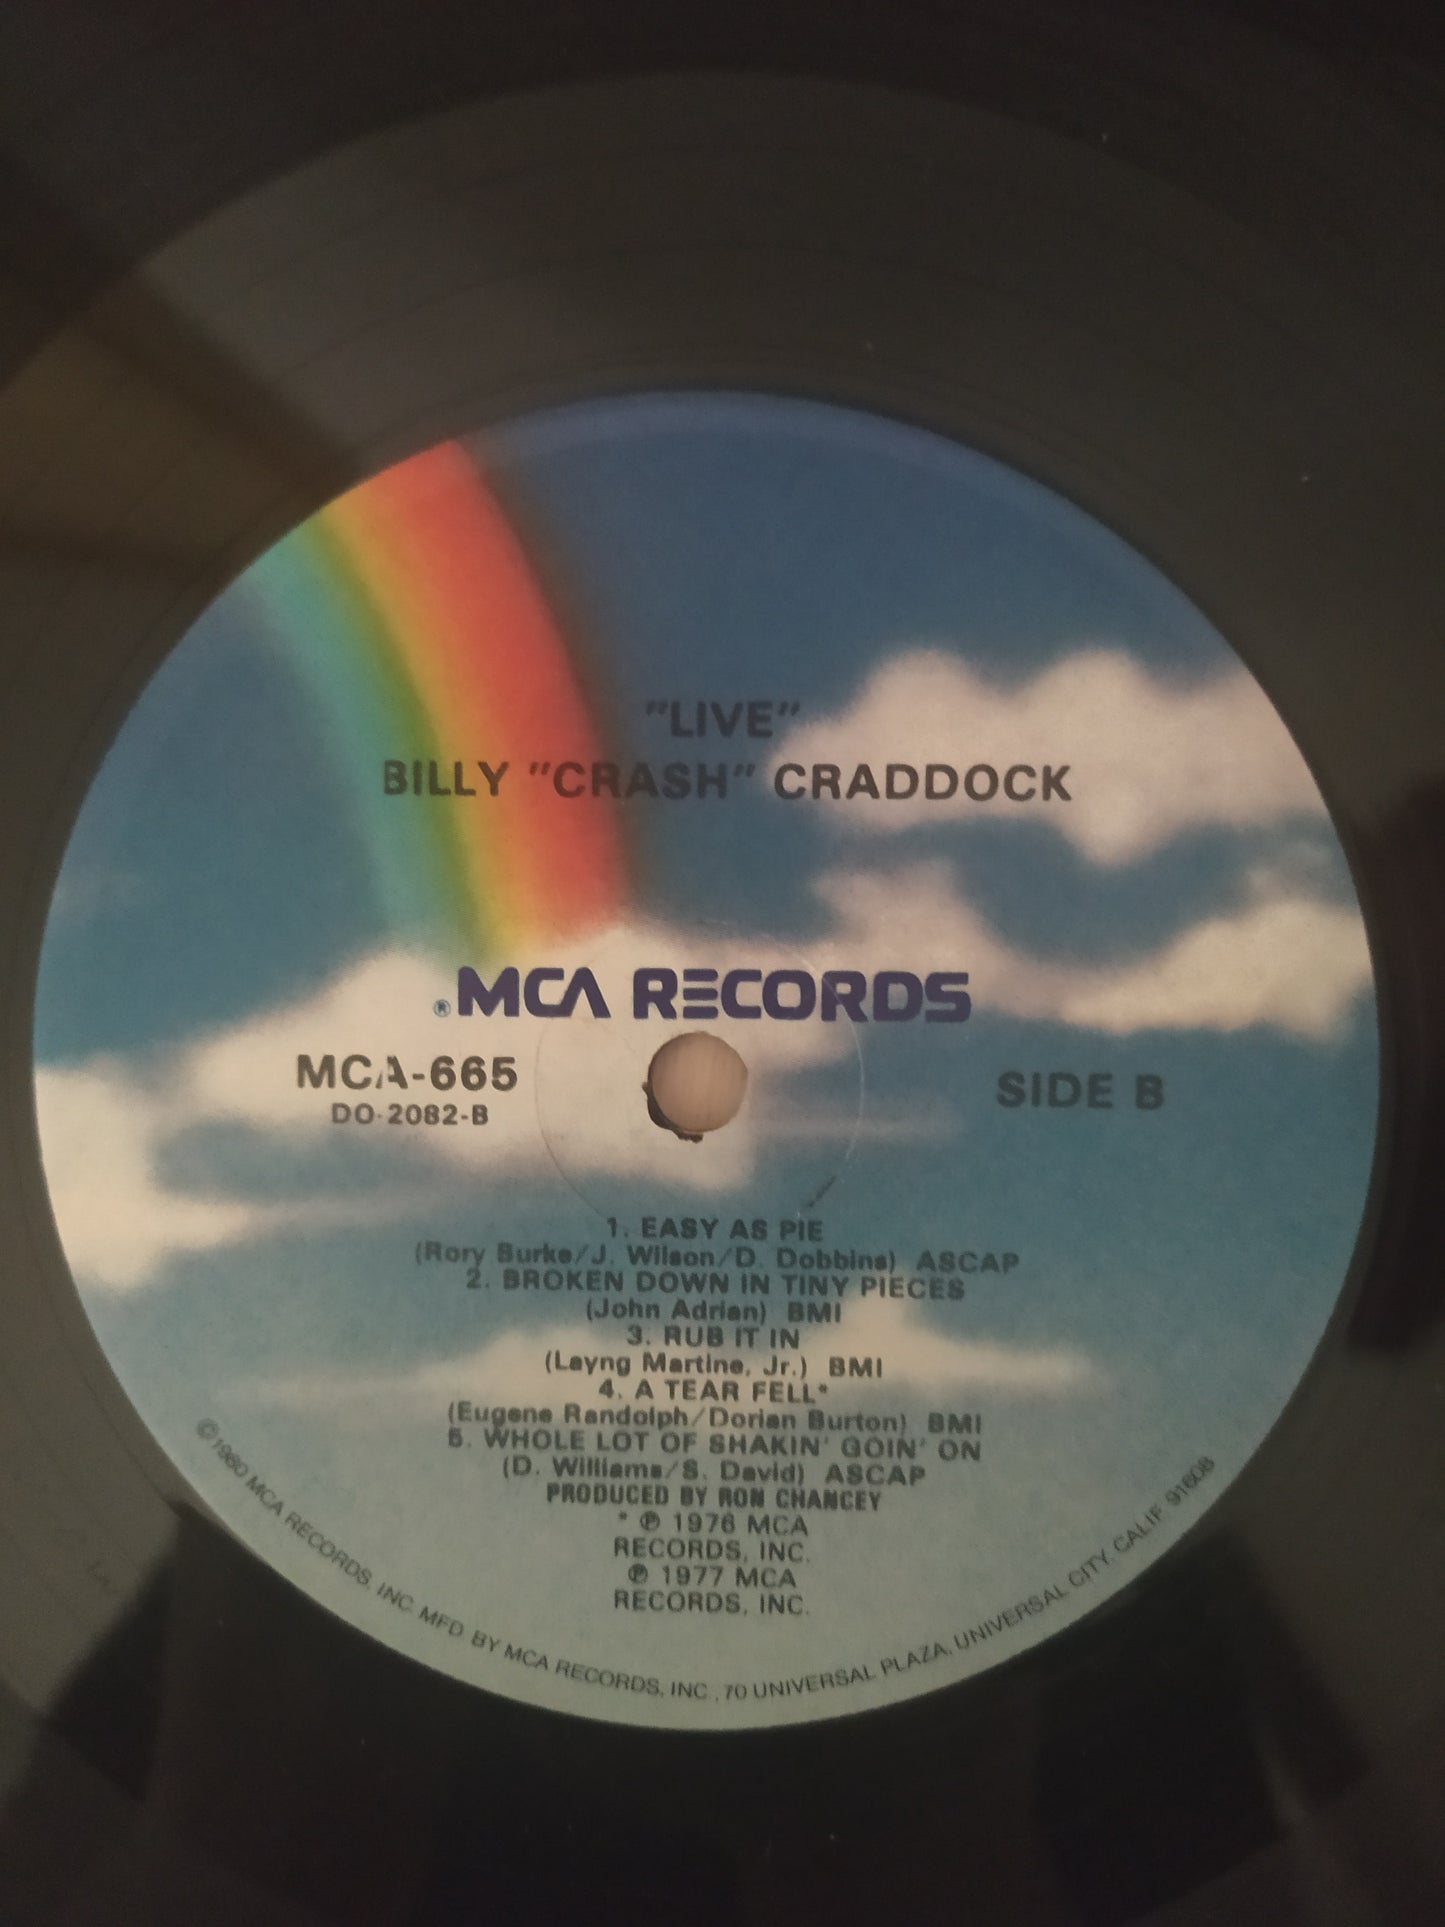 "LIVE"
BILLY "CRASH" CRADDOCK
® MCA RECORDS
MCA-665
DO-2082-B
SIDE B
1. EASY AS PIE
(Rory Burke/J. Wilson/D. Dobbins) ASCAP
2. BROKEN DOWN IN TINY PIECES
(John Adrian) BMI
3. RUB IT IN
(Layng Martine, Jr.) BMI
4. A TEAR FELL*
(Eugene Randolph/Dorian Burton) BMI
5. WHOLE LOT OF SHAKIN' GOIN' ON
(D. Williams/S. David) ASCAP
PRODUCED BY RON CHANCEY
* ℗ 1976 MCA
RECORDS, INC.
℗ 1977 MCA
RECORDS, INC.
©1980 MCA RECORDS, INC. MFD. BY MCA RECORDS, INC., 70 UNIVERSAL PLAZA, UNIVERSAL CITY, CALIF. 91608